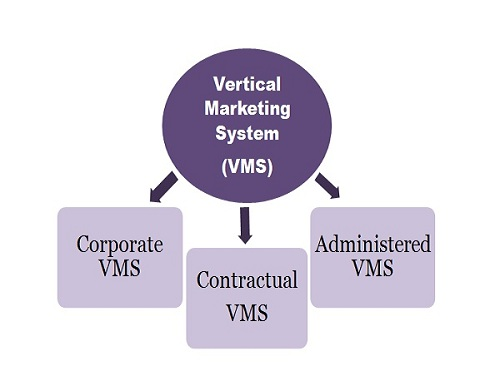 Vertical
Marketing
System
(VMS)
Corporate
VMS
Contractual
VMS
Administered
VMS